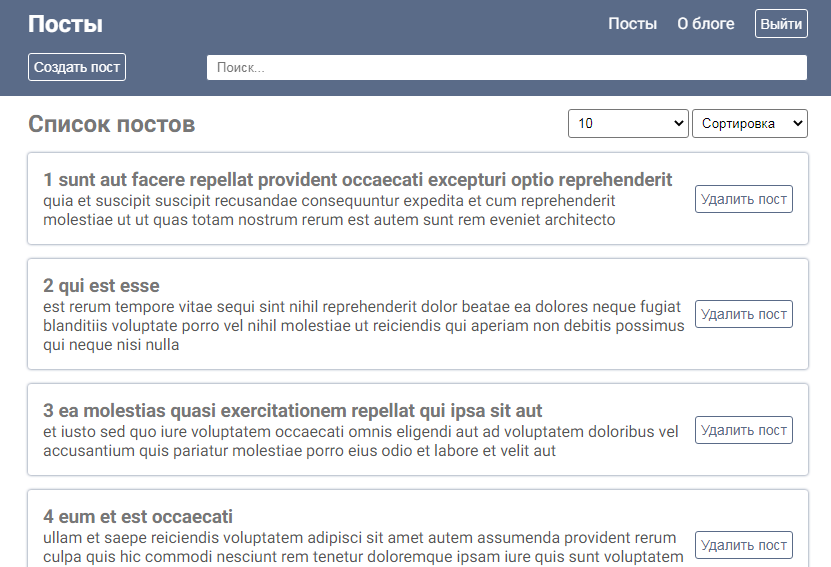 Посты
Посты О блоге Выйти
Создать пост
Поиск...
Список постов
10 Сортировка
1 sunt aut facere repellat provident occaecati excepturi optio reprehenderit
quia et suscipit suscipit recusandae consequuntur expedita et cum reprehenderit
molestiae ut ut quas totam nostrum rerum est autem sunt rem eveniet architecto
Удалить пост
2 qui est esse
est rerum tempore vitae sequi sint nihil reprehenderit dolor beatae ea dolores neque fugiat
blanditiis voluptate porro vel nihil molestiae ut reiciendis qui aperiam non debitis possimus
qui neque nisi nulla
Удалить пост
3 ea molestias quasi exercitationem repellat qui ipsa sit aut
et iusto sed quo iure voluptatem occaecati omnis eligendi aut ad voluptatem doloribus vel
accusantium quis pariatur molestiae porro eius odio et labore et velit aut
Удалить пост
4 eum et est occaecati
ullam et saepe reiciendis voluptatem adipisci sit amet autem assumenda provident rerum
culpa quis hic commodi nesciunt rem tenetur doloremque ipsam iure quis sunt voluptatem
Удалить пост